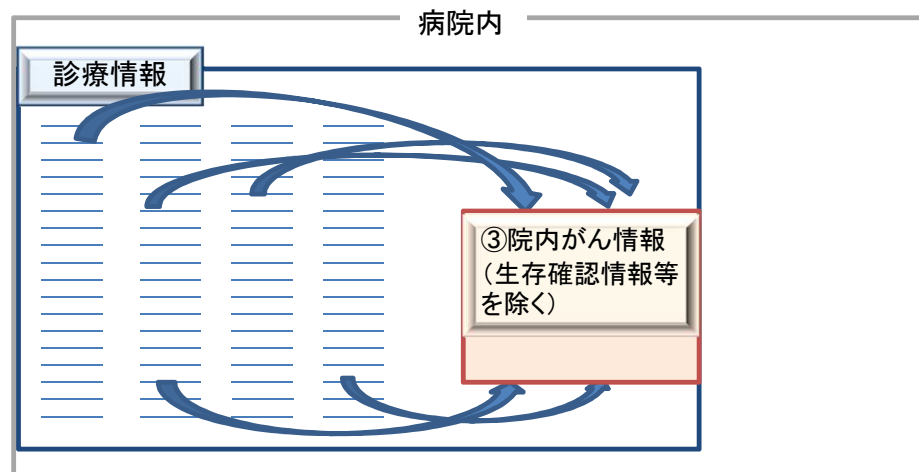 病院内
診療情報
③院内がん情報
（生存確認情報等
を除く）